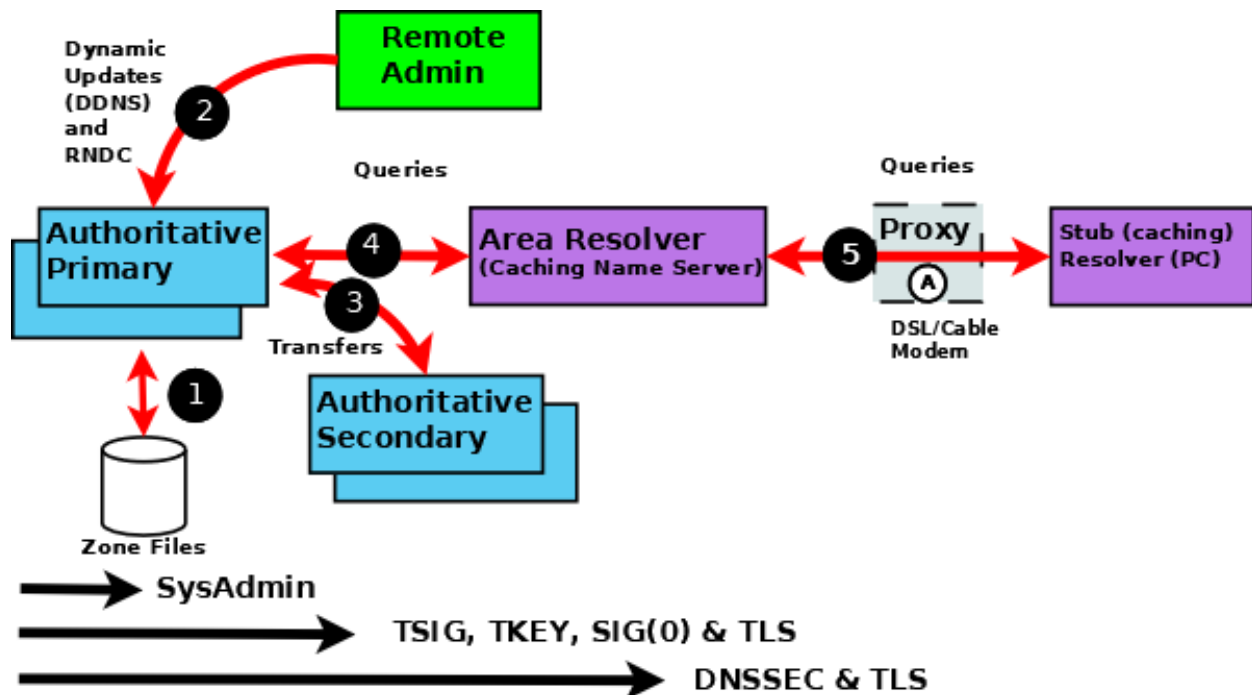 Remote
Admin
Dynamic
Updates
(DDNS)
and
RNDC
2
Queries
Queries
Authoritative
Primary
4
Area Resolver
(Caching Name Server)
5
Proxy
A
DSL/Cable
Modem
Stub (caching)
Resolver (PC)
3
Transfers
1
Authoritative
Secondary
Zone Files
SysAdmin
TSIG, TKEY, SIG(0) & TLS
DNSSEC & TLS